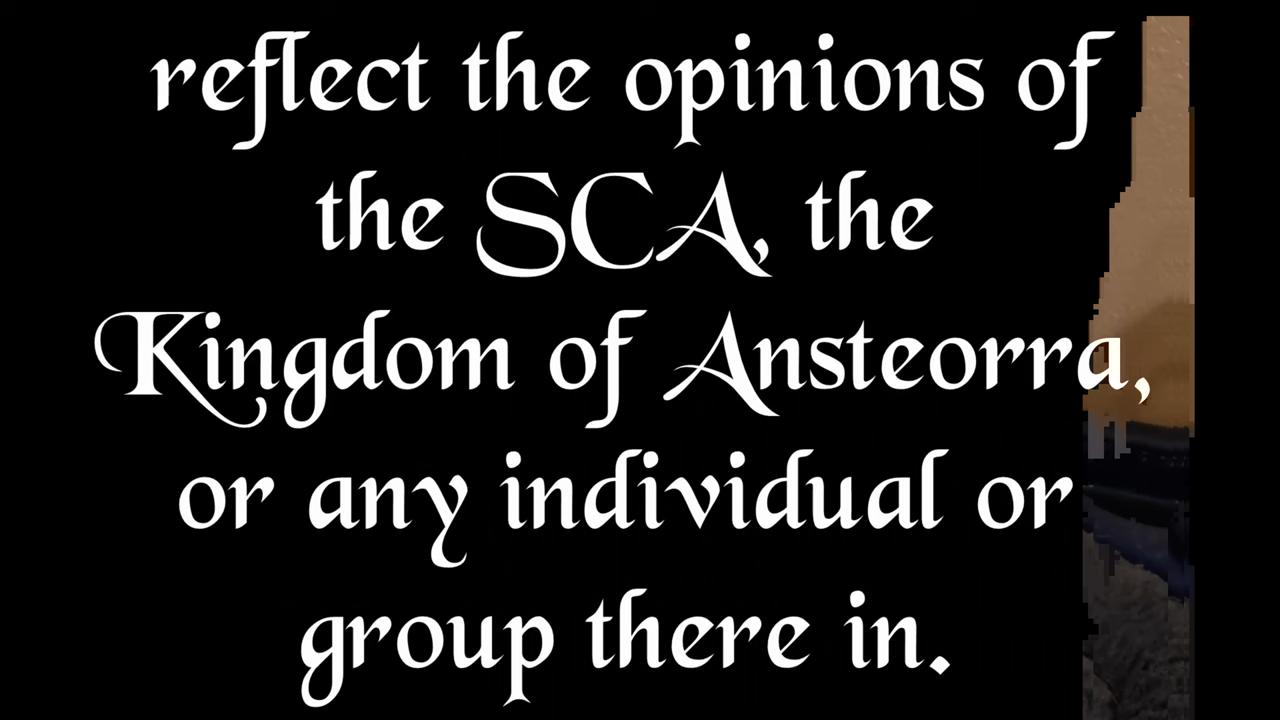 reflect the opinions of
the SCA, the
Kingdom of Ansteorra,
or any individual or
group there in.